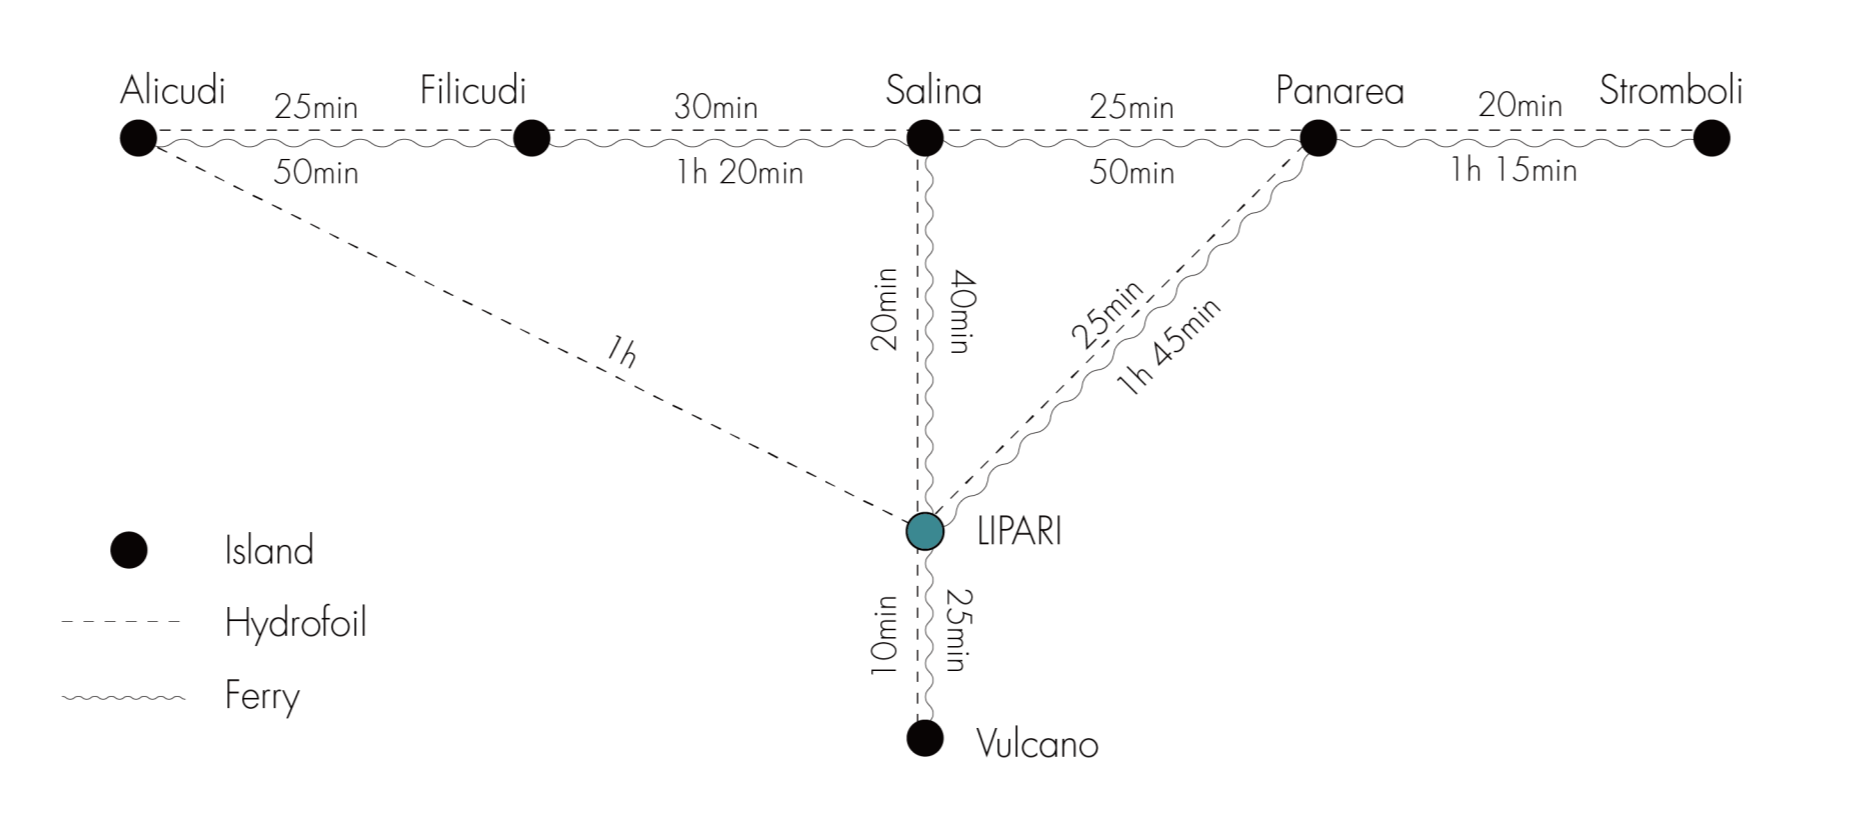 Alicudi
25min
Filicudi
30min
Salina
25min
Panarea
20min
Stromboli
50min
1h 20min
50min
1h 15min
1h
20min
40min
25min
1h 45min
LIPARI
10min
25min
Vulcano
Island
Hydrofoil
Ferry